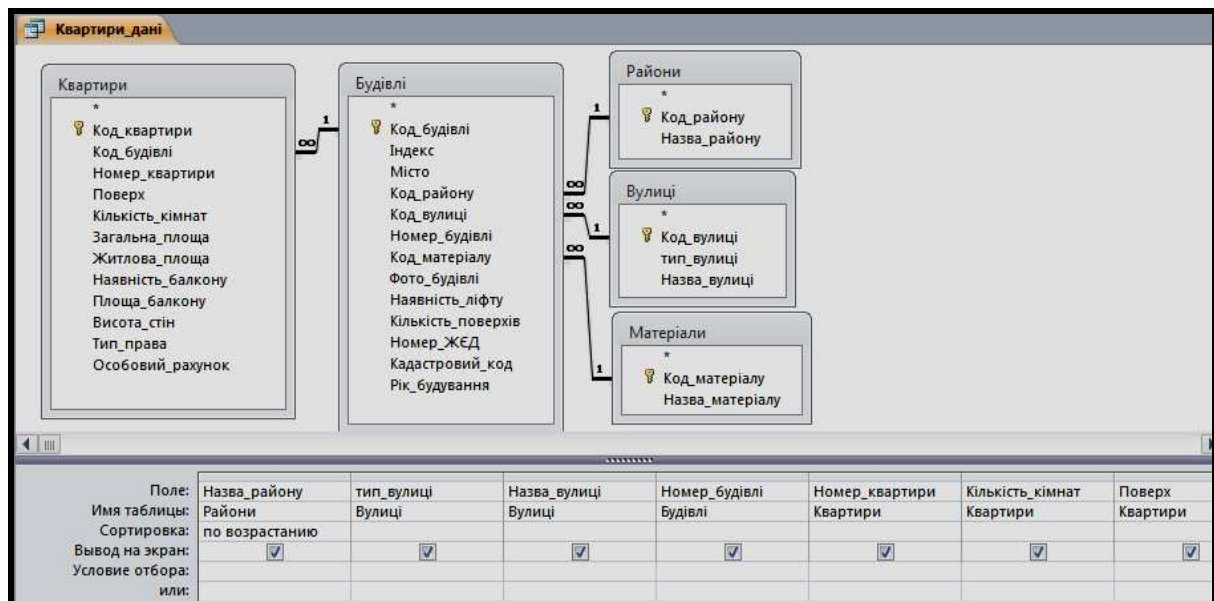 Квартири_дані
Квартири
*
Код_квартири
Код_будівлі
Номер_квартири
Поверх
Кількість_кімнат
Загальна_площа
Житлова_площа
Наявність_балкону
Площа_балкону
Висота_стін
Тип_права
Особовий_рахунок
1
∞
Будівлі
*
Код_будівлі
Індекс
Місто
Код_району
Код_вулиці
Номер_будівлі
Код_матеріалу
Фото_будівлі
Наявність_ліфту
Кількість_поверхів
Номер_ЖЄД
Кадастровий_код
Рік_будування
1
∞
∞
1
∞
1
Райони
*
Код_району
Назва_району
Вулиці
*
Код_вулиці
тип_вулиці
Назва_вулиці
Матеріали
*
Код_матеріалу
Назва_матеріалу
Поле: Назва_району тип_вулиці Назва_вулиці Номер_будівлі Номер_квартири Кількість_кімнат Поверх
Имя таблицы: Райони Вулиці Вулиці Будівлі Квартири Квартири Квартири
Сортировка: по возрастанию
Вывод на экран:
Условие отбора:
или: